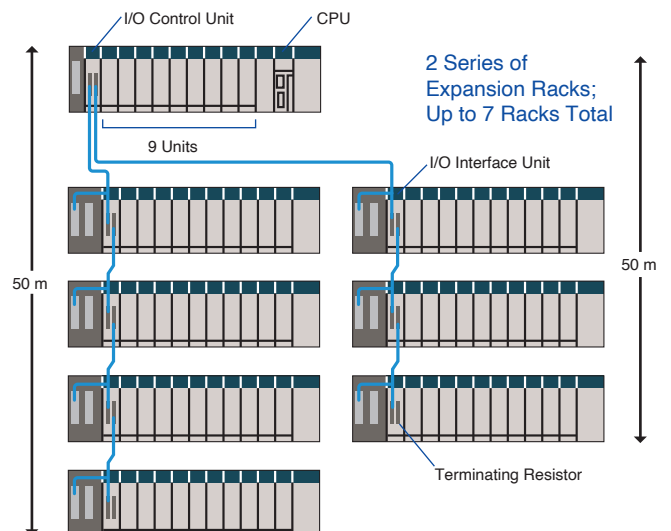 I/O Control Unit
CPU
2 Series of
Expansion Racks;
Up to 7 Racks Total
9 Units
I/O Interface Unit
50 m
50 m
Terminating Resistor